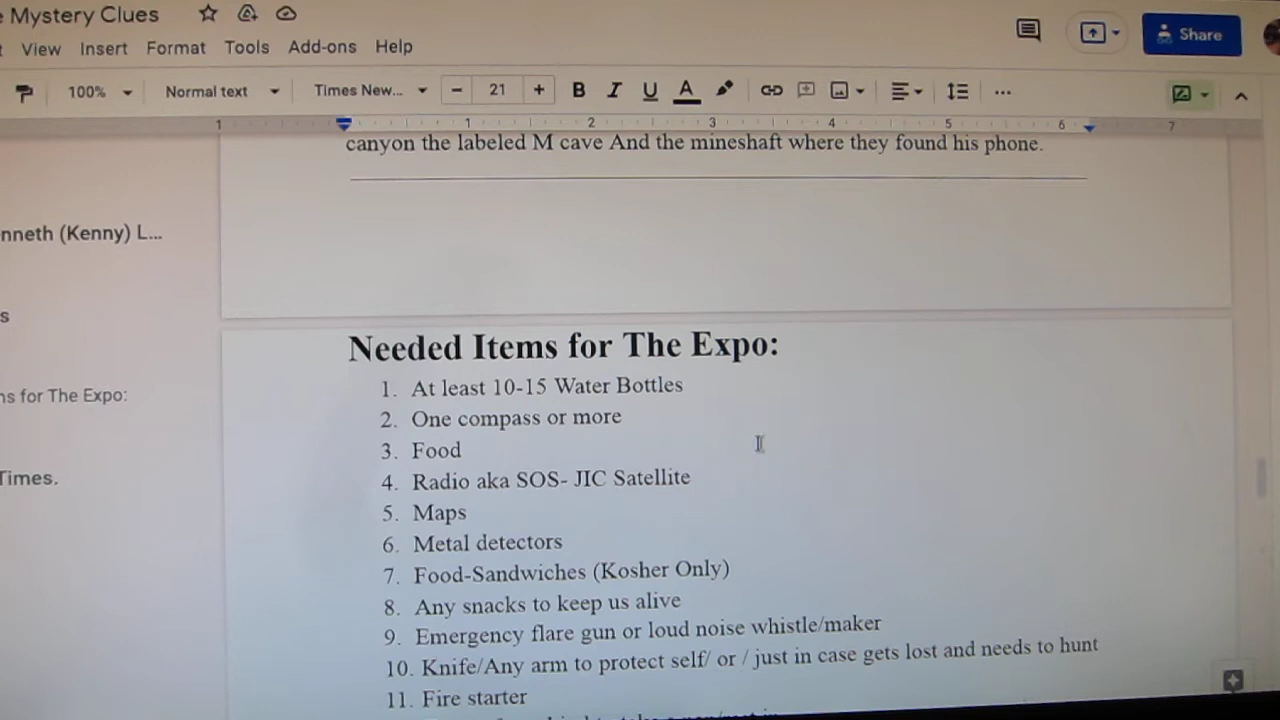 Mystery Clues
View Insert Format Tools Add-ons Help
Share
100% Normal text Times New... − 21 + B I U A ...
1 1 2 3 4 5 6 7
canyon the labeled M cave And the mineshaft where they found his phone.
nneth (Kenny) L...
s
ns for The Expo:
Times.
Needed Items for The Expo:
1. At least 10-15 Water Bottles
2. One compass or more
3. Food
4. Radio aka SOS- JIC Satellite
5. Maps
6. Metal detectors
7. Food-Sandwiches (Kosher Only)
8. Any snacks to keep us alive
9. Emergency flare gun or loud noise whistle/maker
10. Knife/Any arm to protect self/ or / just in case gets lost and needs to hunt
11. Fire starter